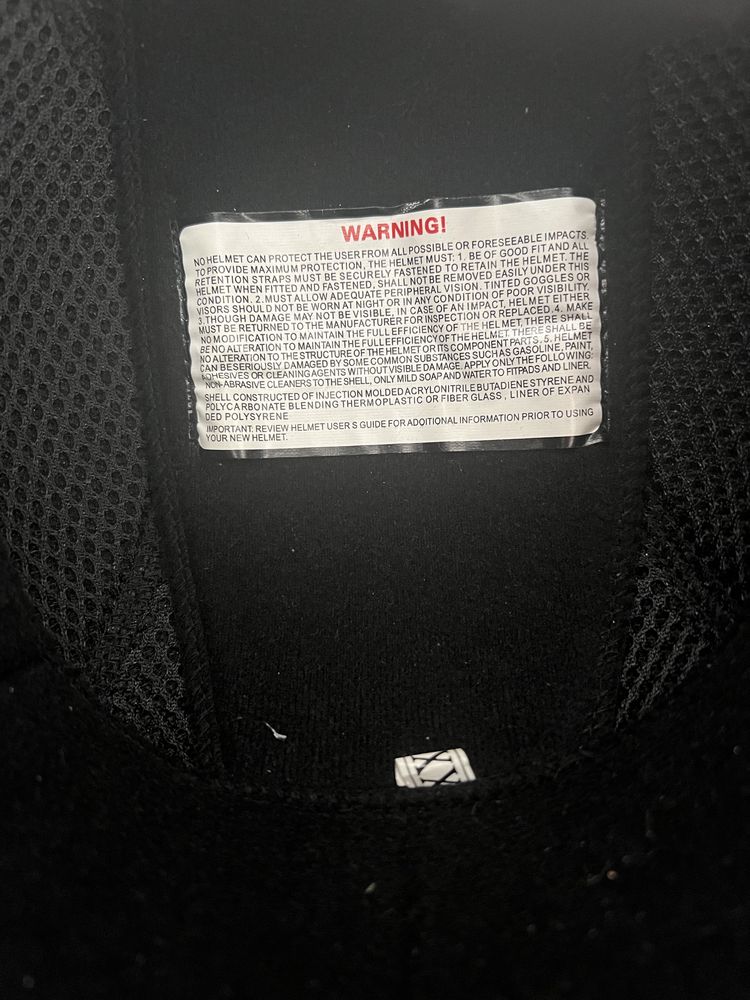 WARNING!
NO HELMET CAN PROTECT THE USER FROM ALL POSSIBLE OR FORESEEABLE IMPACTS.
TO PROVIDE MAXIMUM PROTECTION, THE HELMET MUST: 1. BE OF GOOD FIT AND ALL
RETENTION STRAPS MUST BE SECURELY FASTENED TO RETAIN THE HELMET. THE
HELMET WHEN FITTED AND FASTENED, SHALL NOT BE REMOVED EASILY UNDER THIS
CONDITION. 2. MUST ALLOW ADEQUATE PERIPHERAL VISION. TINTED GOGGLES OR
VISORS SHOULD NOT BE WORN AT NIGHT OR IN ANY CONDITION OF POOR VISIBILITY.
3. THOUGH DAMAGE MAY NOT BE VISIBLE, IN CASE OF AN IMPACT, HELMET EITHER
MUST BE RETURNED TO THE MANUFACTURER FOR INSPECTION OR REPLACED. 4. MAKE
NO MODIFICATION TO MAINTAIN THE FULL EFFICIENCY OF THE HELMET, THERE SHALL
BE NO ALTERATION TO MAINTAIN THE FULL EFFICIENCY OF THE HELMET. THERE SHALL BE
NO ALTERATION TO THE STRUCTURE OF THE HELMET OR ITS COMPONENT PARTS. 5. HELMET
CAN BE SERIOUSLY DAMAGED BY SOME COMMON SUBSTANCES SUCH AS GASOLINE, PAINT,
ADHESIVES OR CLEANING AGENTS WITHOUT VISIBLE DAMAGE. APPLY ONLY THE FOLLOWING:
NON-ABRASIVE CLEANERS TO THE SHELL, ONLY MILD SOAP AND WATER TO FITPADS AND LINER.
SHELL CONSTRUCTED OF INJECTION MOLDED ACRYLONITRILE BUTADIENE STYRENE AND
POLYCARBONATE BLENDING THERMOPLASTIC OR FIBER GLASS , LINER OF EXPAN
DED POLYSYRENE
IMPORTANT: REVIEW HELMET USER S GUIDE FOR ADOITIONAL INFORMATION PRIOR TO USING
YOUR NEW HELMET.